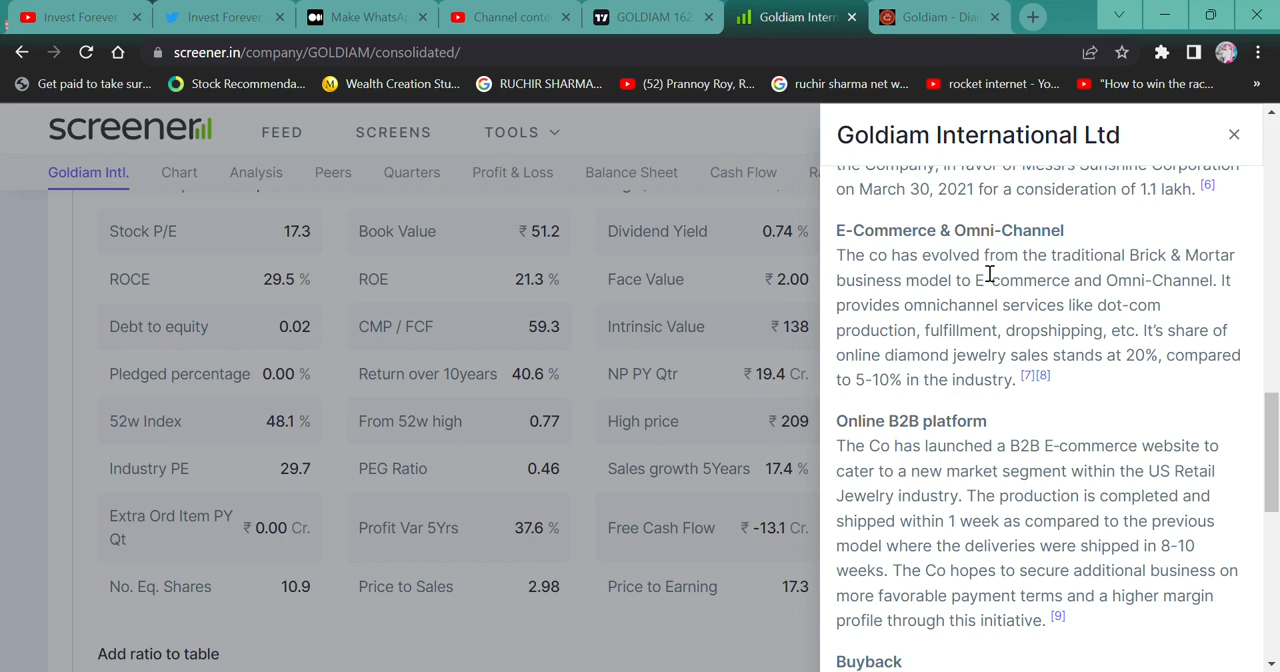 Invest Forever
Invest Forever
Make WhatsA
Channel conte
GOLDIAM 162
Goldiam Intern
Goldiam - Diar
screener.in/company/GOLDIAM/consolidated/
Get paid to take sur...
Stock Recommenda...
Wealth Creation Stu...
RUCHIR SHARMA...
(52) Prannoy Roy, R...
ruchir sharma net w...
rocket internet - Yo...
"How to win the rac...
»
screener
FEED
SCREENS
TOOLS
Goldiam Intl.
Chart
Analysis
Peers
Quarters
Profit & Loss
Balance Sheet
Cash Flow
Stock P/E 17.3
Book Value ₹ 51.2
Dividend Yield 0.74 %
ROCE 29.5 %
ROE 21.3 %
Face Value ₹ 2.00
Debt to equity 0.02
CMP / FCF 59.3
Intrinsic Value ₹ 138
Pledged percentage 0.00 %
Return over 10years 40.6 %
NP PY Qtr ₹ 19.4 Cr.
52w Index 48.1 %
From 52w high 0.77
High price ₹ 209
Industry PE 29.7
PEG Ratio 0.46
Sales growth 5Years 17.4 %
Extra Ord Item PY
Qt ₹ 0.00 Cr.
Profit Var 5Yrs 37.6 %
Free Cash Flow ₹ -13.1 Cr.
No. Eq. Shares 10.9
Price to Sales 2.98
Price to Earning 17.3
Add ratio to table
Goldiam International Ltd
the Company, in favor of Messrs Sunshine Corporation
on March 30, 2021 for a consideration of 1.1 lakh. [6]
E-Commerce & Omni-Channel
The co has evolved from the traditional Brick & Mortar
business model to E-commerce and Omni-Channel. It
provides omnichannel services like dot-com
production, fulfillment, dropshipping, etc. It's share of
online diamond jewelry sales stands at 20%, compared
to 5-10% in the industry. [7][8]
Online B2B platform
The Co has launched a B2B E-commerce website to
cater to a new market segment within the US Retail
Jewelry industry. The production is completed and
shipped within 1 week as compared to the previous
model where the deliveries were shipped in 8-10
weeks. The Co hopes to secure additional business on
more favorable payment terms and a higher margin
profile through this initiative. [9]
Buyback